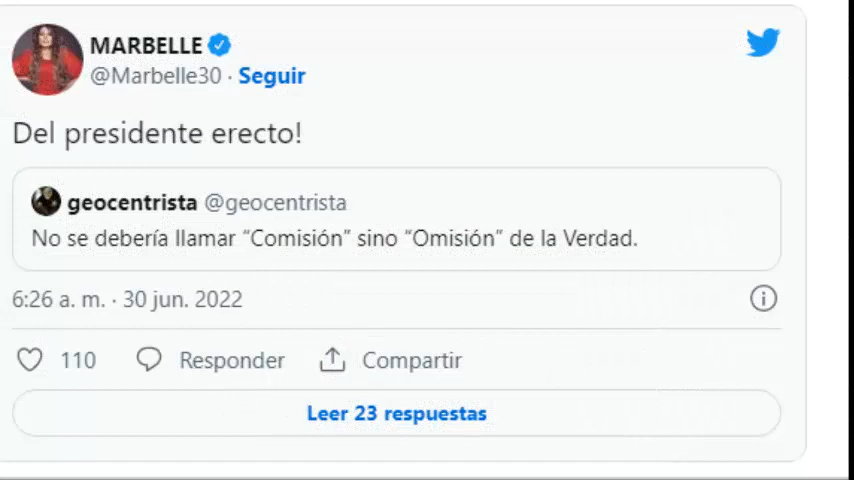 MARBELLE
@Marbelle30 · Seguir
Del presidente erecto!
geocentrista @geocentrista
No se debería llamar “Comisión” sino “Omisión” de la Verdad.
6:26 a. m. · 30 jun. 2022
110 Responder Compartir
Leer 23 respuestas